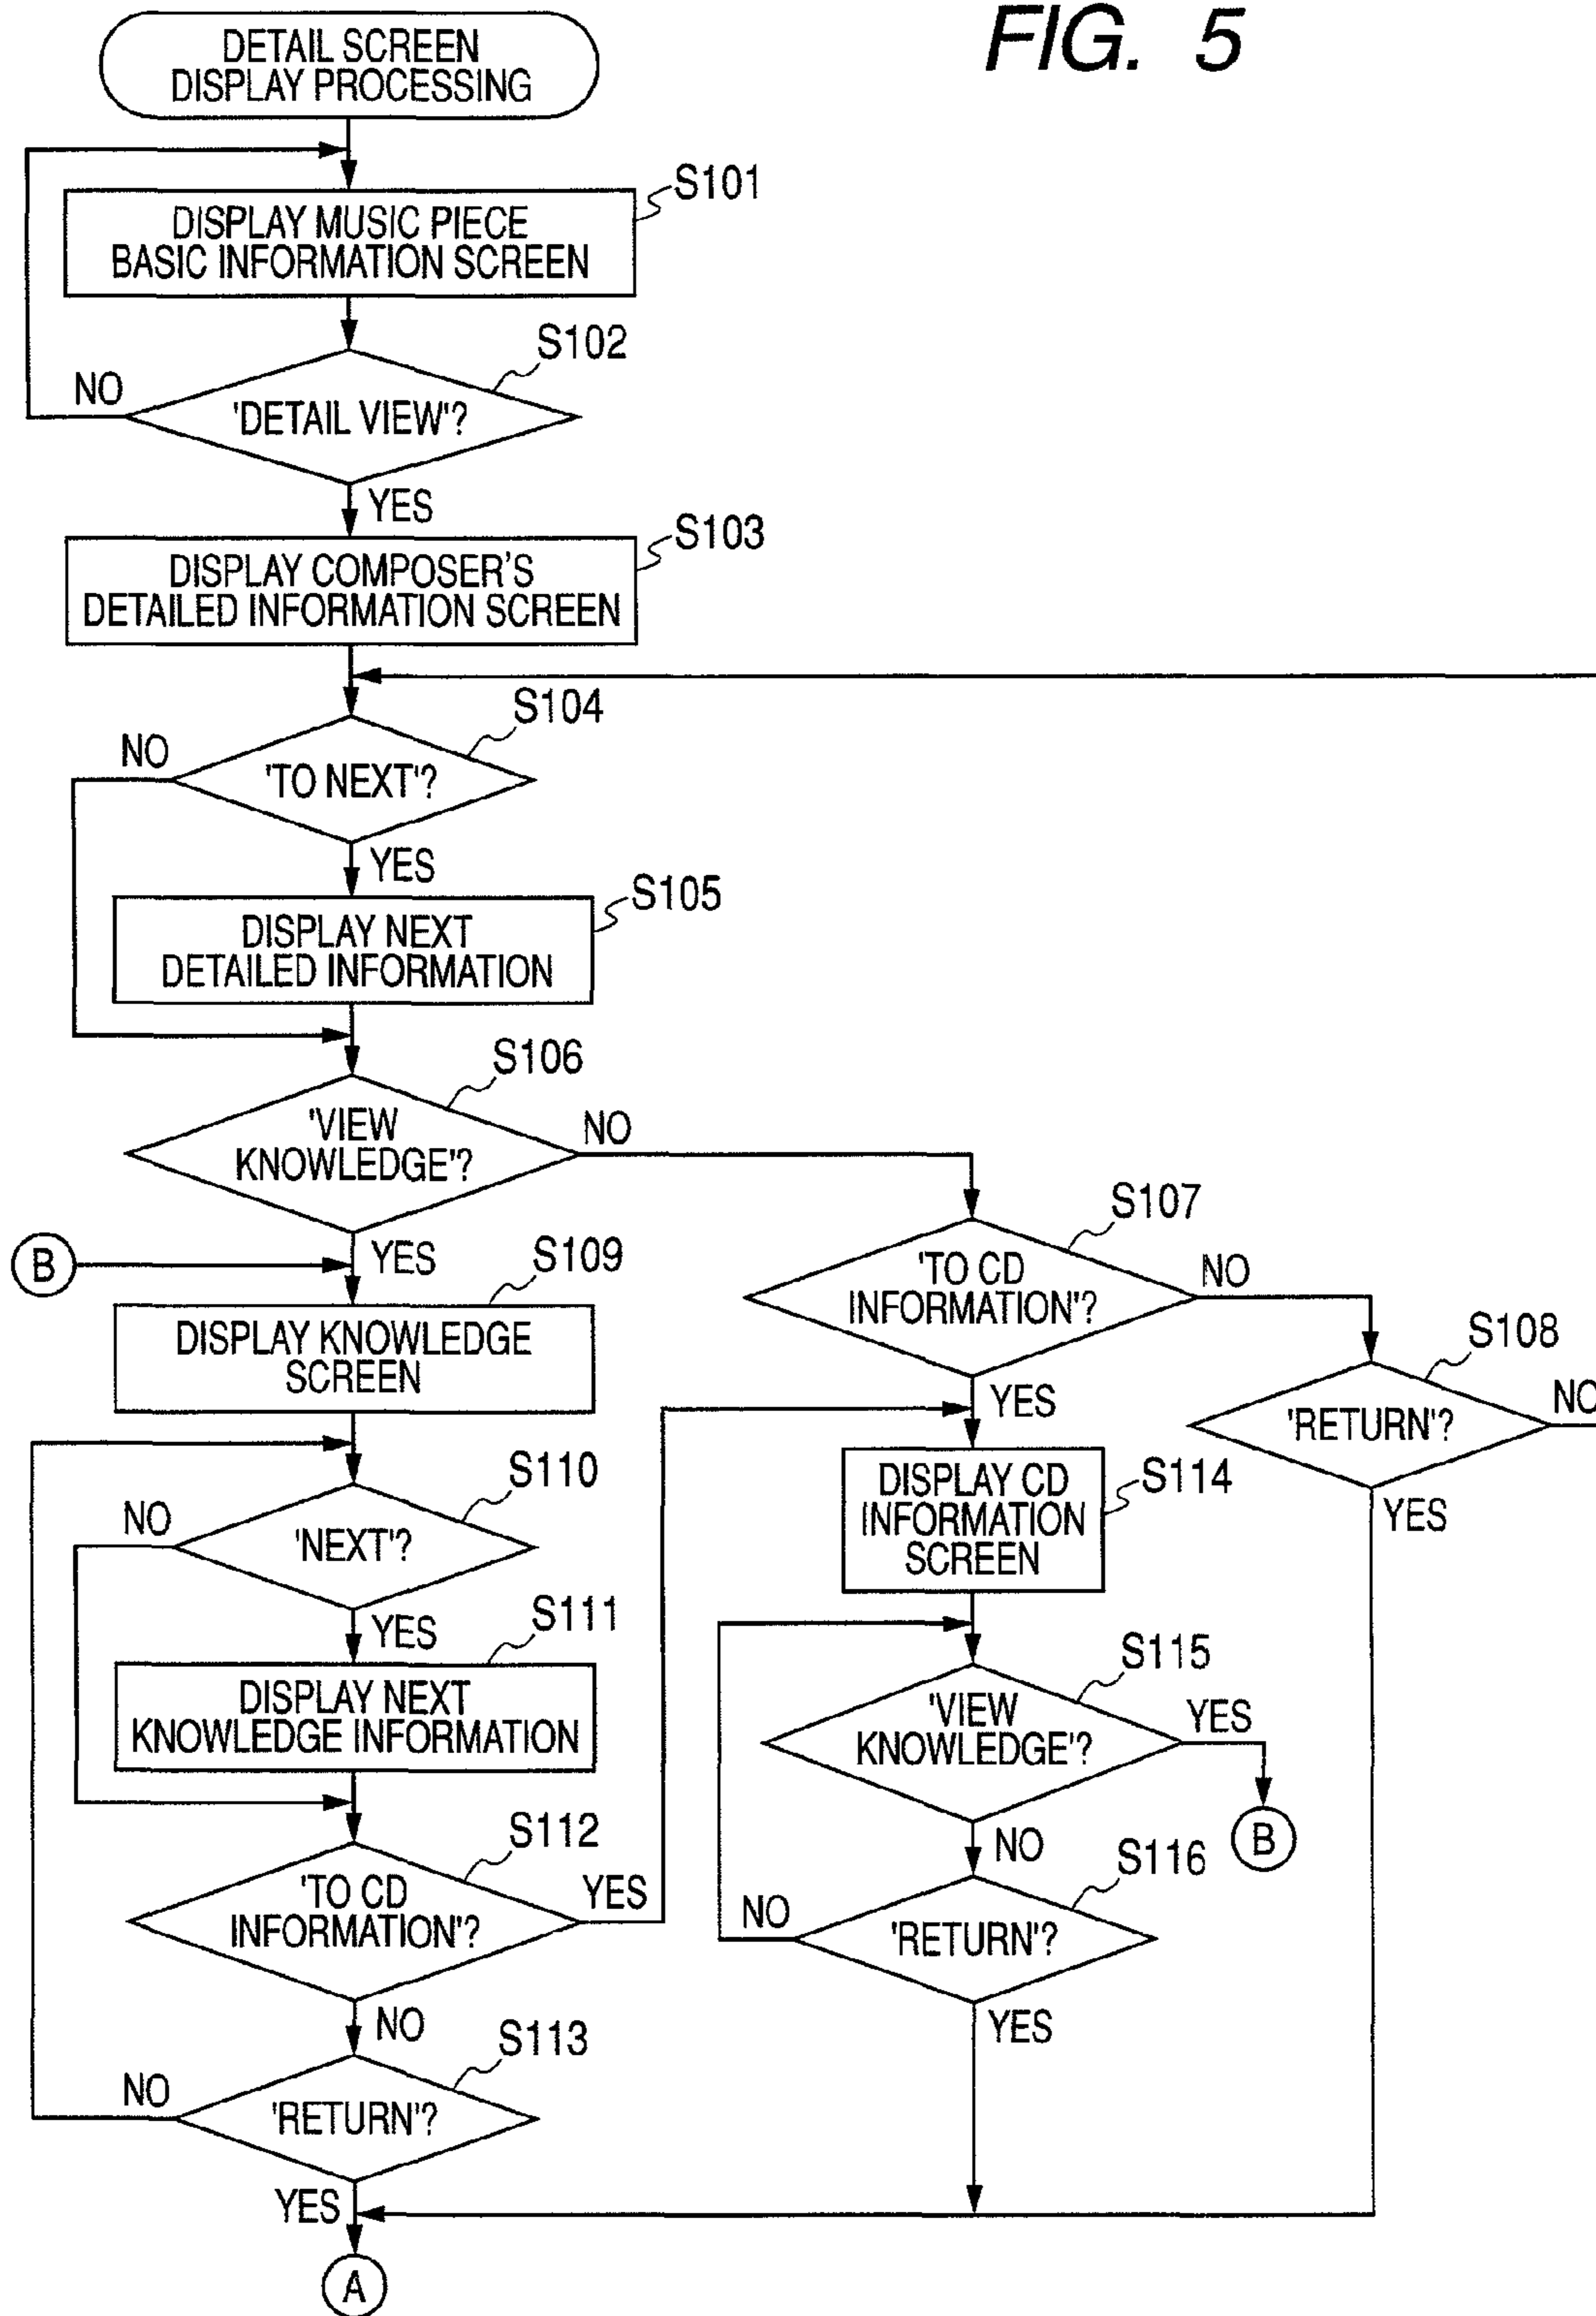 FIG. 5
DETAIL SCREEN
DISPLAY PROCESSING
S101
DISPLAY MUSIC PIECE
BASIC INFORMATION SCREEN
S102
NO
'DETAIL VIEW'?
YES
S103
DISPLAY COMPOSER'S
DETAILED INFORMATION SCREEN
S104
NO
'TO NEXT'?
YES
S105
DISPLAY NEXT
DETAILED INFORMATION
S106
'VIEW
KNOWLEDGE'?
NO
B
YES
S109
DISPLAY KNOWLEDGE
SCREEN
S110
NO
'NEXT'?
YES
S111
DISPLAY NEXT
KNOWLEDGE INFORMATION
S112
'TO CD
INFORMATION'?
YES
NO
S113
NO
'RETURN'?
YES
A
S107
'TO CD
INFORMATION'?
NO
YES
S108
'RETURN'?
NO
YES
S114
DISPLAY CD
INFORMATION
SCREEN
S115
'VIEW
KNOWLEDGE'?
YES
B
NO
S116
NO
'RETURN'?
YES